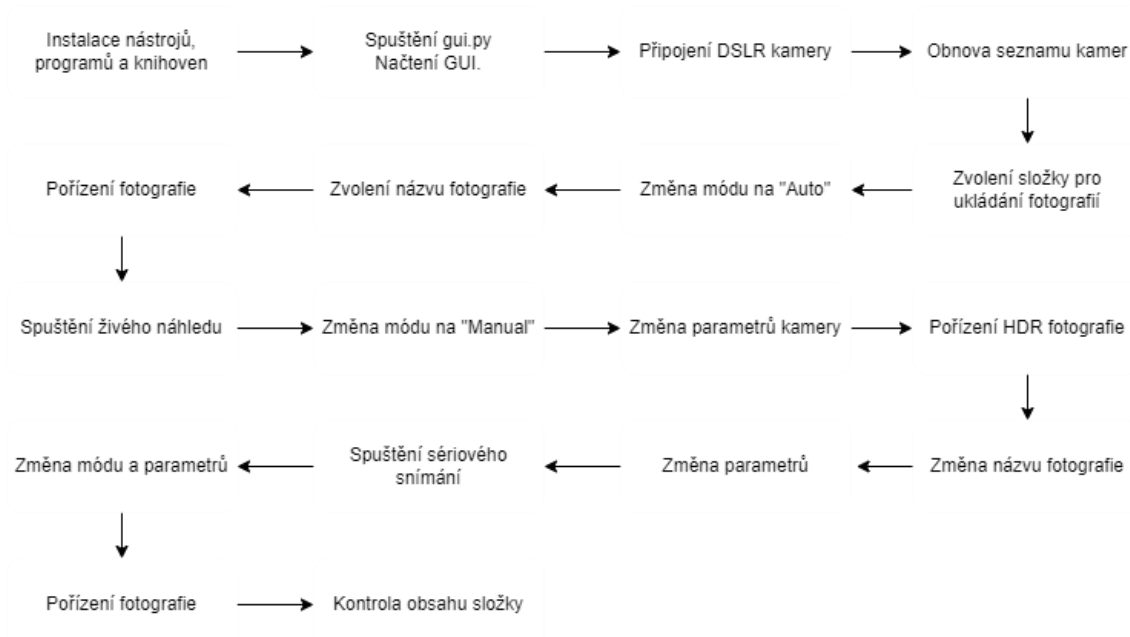 Instalace nástrojů,
programů a knihoven
Spuštění gui.py
Načtení GUI.
Připojení DSLR kamery
Obnova seznamu kamer
Zvolení složky pro
ukládání fotografií
Změna módu na "Auto"
Zvolení názvu fotografie
Pořízení fotografie
Spuštění živého náhledu
Změna módu na "Manual"
Změna parametrů kamery
Pořízení HDR fotografie
Změna názvu fotografie
Změna parametrů
Spuštění sériového
snímání
Změna módu a parametrů
Pořízení fotografie
Kontrola obsahu složky